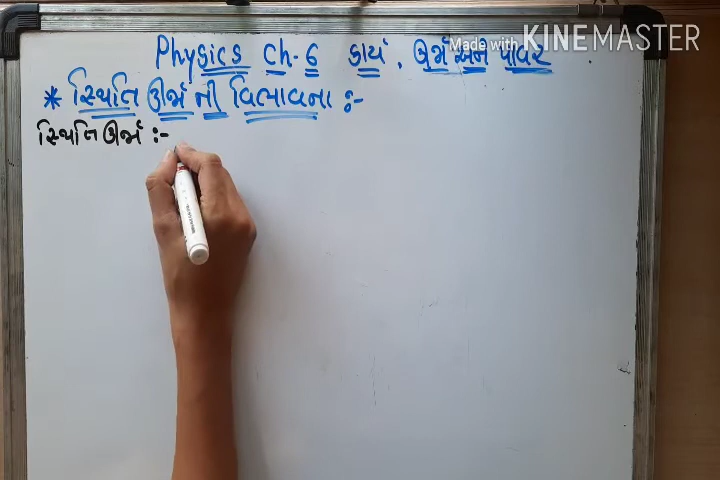 Physics Ch-6 કાર્ય, ઊર્જા અને પાવર
Made with KINEMASTER
* સ્થિતિ ઊર્જા ની વિભાવના :-
સ્થિતિઊર્જા :-